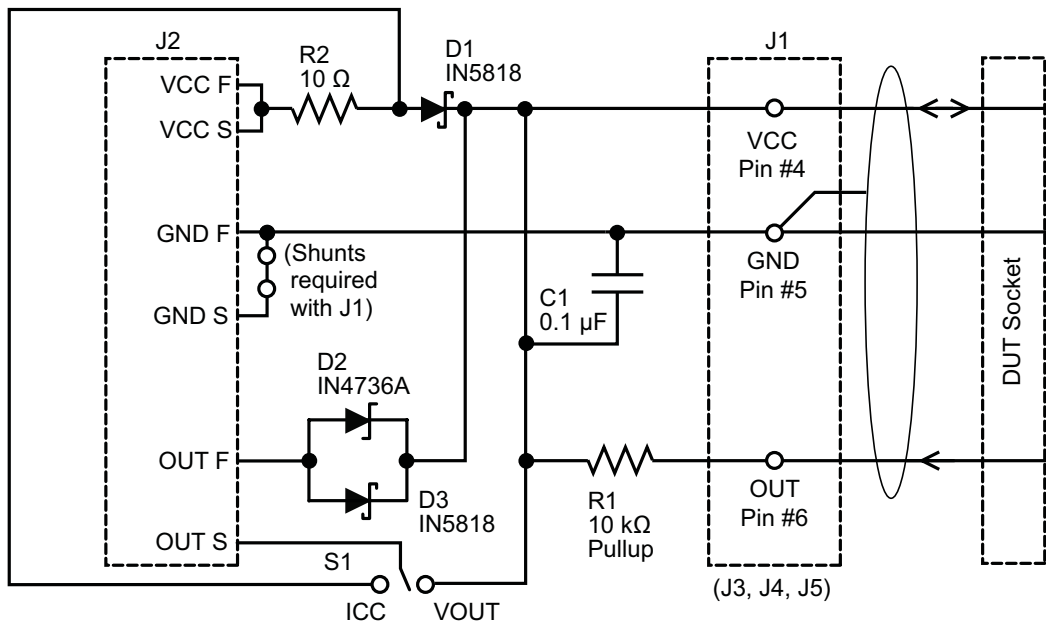 J2
VCC F
VCC S
R2
10 Ω
D1
IN5818
J1
VCC
Pin #4
GND F
(Shunts
required
with J1)
GND S
C1
0.1 µF
GND
Pin #5
DUT Socket
D2
IN4736A
OUT F
D3
IN5818
R1
10 kΩ
Pullup
OUT
Pin #6
OUT S
S1
ICC
VOUT
(J3, J4, J5)